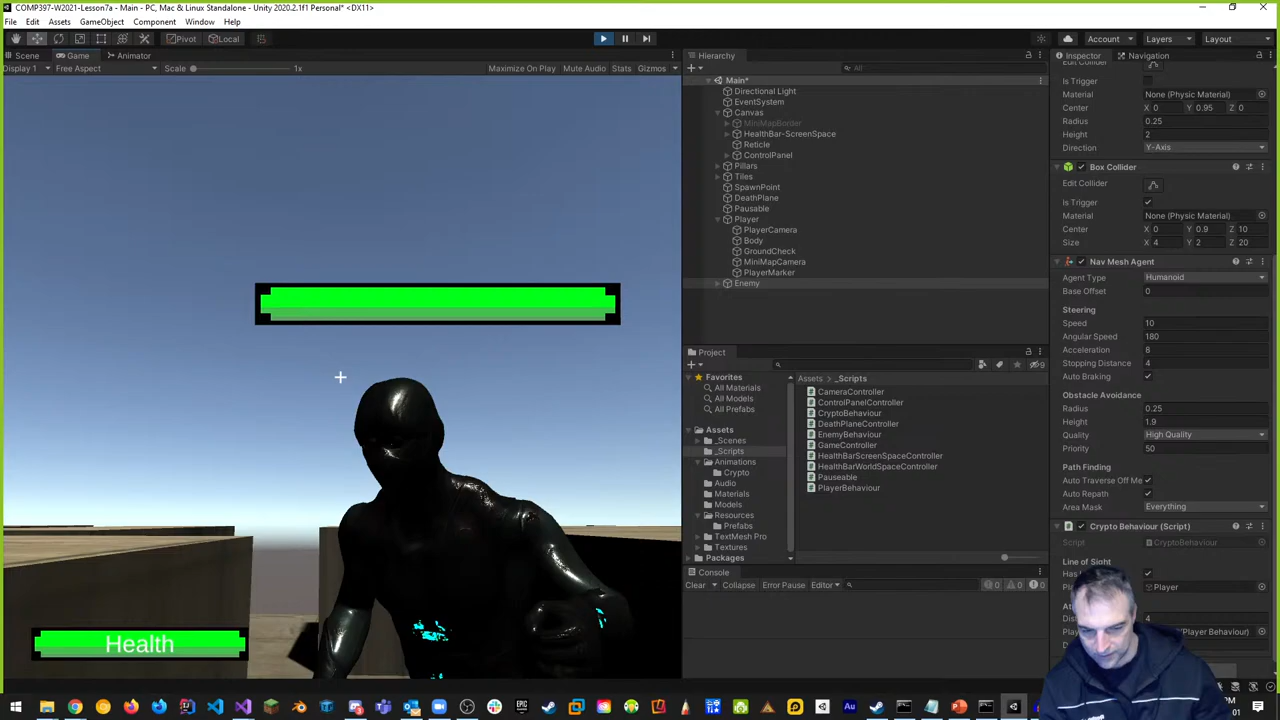 COMP397-W2021-Lesson7a - Main - PC, Mac & Linux Standalone - Unity 2020.2.1f1 Personal* <DX11>
File Edit Assets GameObject Component Window Help
Pivot Local Account Layers Layout
Scene Game Animator
Display 1 Free Aspect Scale 1x Maximize On Play Mute Audio Stats Gizmos
Health
Hierarchy
All
Main*
Directional Light
EventSystem
Canvas
MiniMapBorder
HealthBar-ScreenSpace
Reticle
ControlPanel
Pillars
Tiles
SpawnPoint
DeathPlane
Pausable
Player
PlayerCamera
Body
GroundCheck
MiniMapCamera
PlayerMarker
Enemy
Project
9
Favorites
All Materials
All Models
All Prefabs
Assets
_Scenes
_Scripts
Animations
Crypto
Audio
Materials
Models
Resources
Prefabs
TextMesh Pro
Textures
Packages
Assets _Scripts
CameraController
ControlPanelController
CryptoBehaviour
DeathPlaneController
EnemyBehaviour
GameController
HealthBarScreenSpaceController
HealthBarWorldSpaceController
Pauseable
PlayerBehaviour
Console
Clear Collapse Error Pause Editor 0 0 0
Inspector Navigation
Edit Collider
Is Trigger
Material None (Physic Material)
Center X 0 Y 0.95 Z 0
Radius 0.25
Height 2
Direction Y-Axis
Box Collider
Edit Collider
Is Trigger
Material None (Physic Material)
Center X 0 Y 0.9 Z 10
Size X 4 Y 2 Z 20
Nav Mesh Agent
Agent Type Humanoid
Base Offset 0
Steering
Speed 10
Angular Speed 180
Acceleration 8
Stopping Distance 4
Auto Braking
Obstacle Avoidance
Radius 0.25
Height 1.9
Quality High Quality
Priority 50
Path Finding
Auto Traverse Off Me
Auto Repath
Area Mask Everything
Crypto Behaviour (Script)
Script CryptoBehaviour
Line of Sight
Player
4
Player Behaviour)